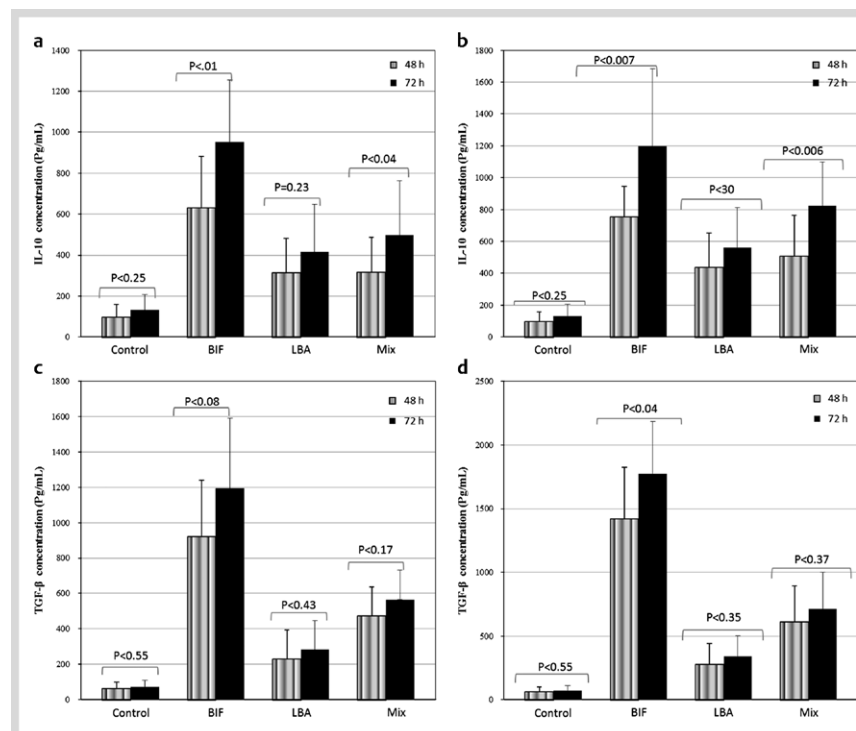 a
IL-10 concentration (Pg/mL)
1400
1200
1000
800
600
400
200
0
P<.01
48 h
72 h
P=0.23
P<0.04
P<0.25
Control BIF LBA Mix
b
IL-10 concentration (Pg/mL)
1800
1600
1400
1200
1000
800
600
400
200
0
P<0.007
48 h
72 h
P<30
P<0.006
P<0.25
Control BIF LBA Mix
c
TGF-β concentration (Pg/mL)
1800
1600
1400
1200
1000
800
600
400
200
0
P<0.08
48 h
72 h
P<0.17
P<0.43
P<0.55
Control BIF LBA Mix
d
TGF-β concentration (Pg/mL)
2500
2000
1500
1000
500
0
P<0.04
48 h
72 h
P<0.37
P<0.35
P<0.55
Control BIF LBA Mix